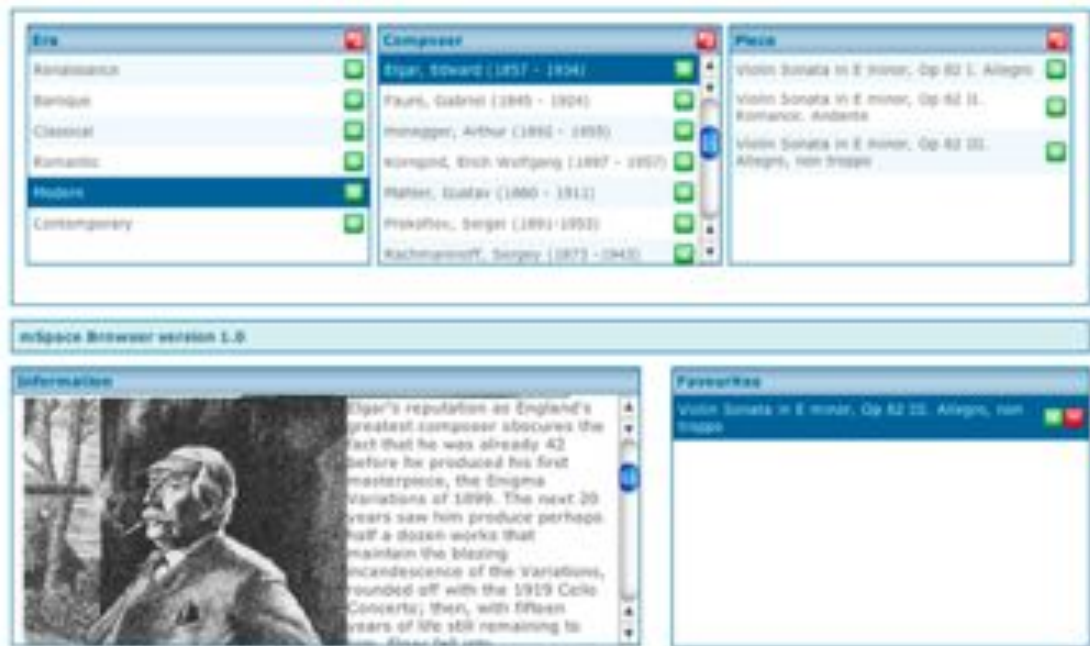 Era
Renaissance
Baroque
Classical
Romantic
Modern
Contemporary
Composer
Elgar, Edward (1857 - 1934)
Faure, Gabriel (1845 - 1924)
Honegger, Arthur (1892 - 1955)
Korngold, Erich Wolfgang (1897 - 1957)
Mahler, Gustav (1860 - 1911)
Prokofiev, Sergei (1891-1953)
Rachmaninoff, Sergey (1873 -1943)
Piece
Violin Sonata in E minor, Op 82 I. Allegro
Violin Sonata in E minor, Op 82 II.
Romance. Andante
Violin Sonata in E minor, Op 82 III.
Allegro, non troppo
mSpace Browser version 1.0
Information
Elgar's reputation as England's
greatest composer obscures the
fact that he was already 42
before he produced his first
masterpiece, the Enigma
Variations of 1899. The next 20
years saw him produce perhaps
half a dozen works that
maintain the blazing
incandescence of the Variations,
rounded off with the 1919 Cello
Concerto; then, with fifteen
years of life still remaining to
him, Elgar fell into
Favourites
Violin Sonata in E minor, Op 82 III. Allegro, non
troppo